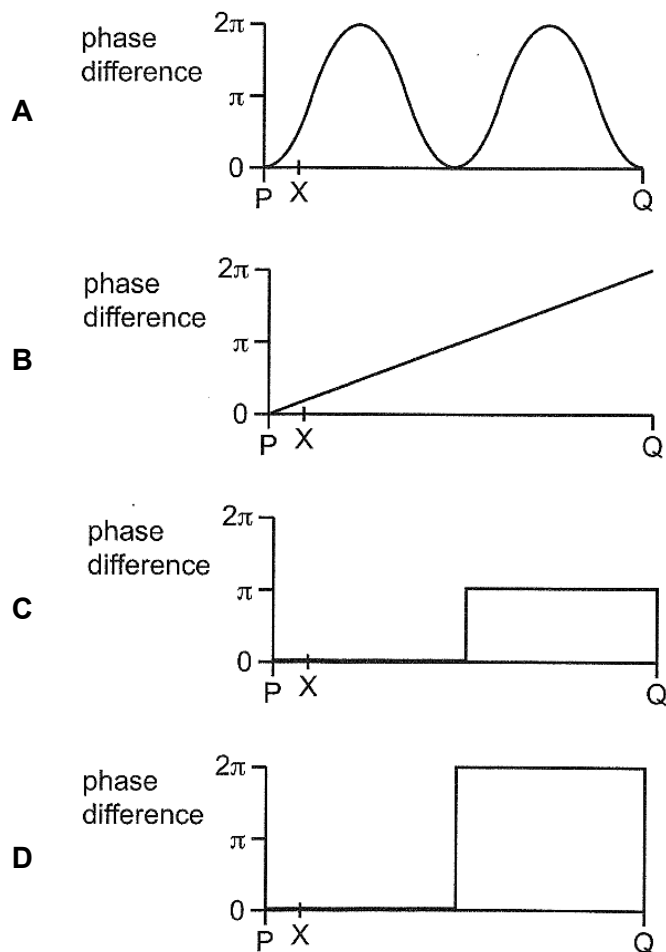 phase
difference
2π
π
0
P X Q
A
phase
difference
2π
π
0
P X Q
B
phase
difference
2π
π
0
P X Q
C
phase
difference
2π
π
0
P X Q
D